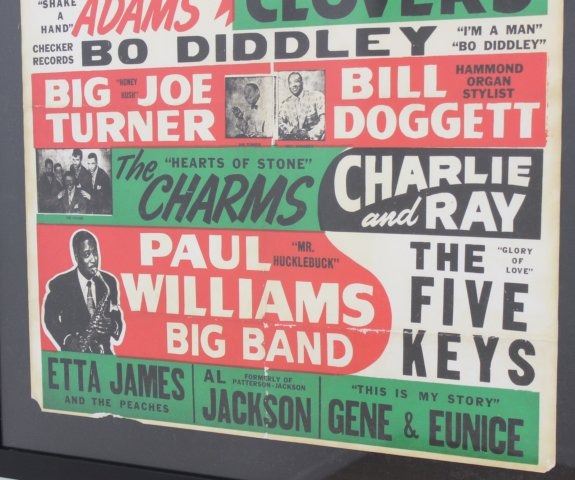 "SHAKE
A
HAND"
ADAMS
CLOVERS
CHECKER
RECORDS
BO DIDDLEY
"I'M A MAN"
"BO DIDDLEY"
BIG JOE
TURNER
"HONEY
HUSH"
BILL
DOGGETT
HAMMOND
ORGAN
STYLIST
The
CHARMS
"HEARTS OF STONE"
CHARLIE
and RAY
PAUL
WILLIAMS
BIG BAND
"MR.
HUCKLEBUCK"
THE
FIVE
KEYS
"GLORY
OF
LOVE"
ETTA JAMES
AND THE PEACHES
AL
JACKSON
FORMERLY OF
PATTERSON-JACKSON
"THIS IS MY STORY"
GENE & EUNICE